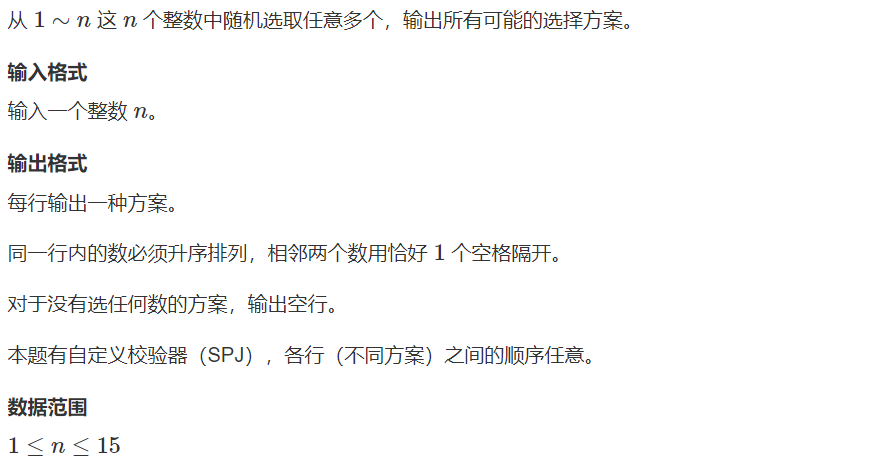 从 1 ∼ n 这 n 个整数中随机选取任意多个，输出所有可能的选择方案。
输入格式
输入一个整数 n。
输出格式
每行输出一种方案。
同一行内的数必须升序排列，相邻两个数用恰好 1 个空格隔开。
对于没有选任何数的方案，输出空行。
本题有自定义校验器（SPJ），各行（不同方案）之间的顺序任意。
数据范围
1 ≤ n ≤ 15